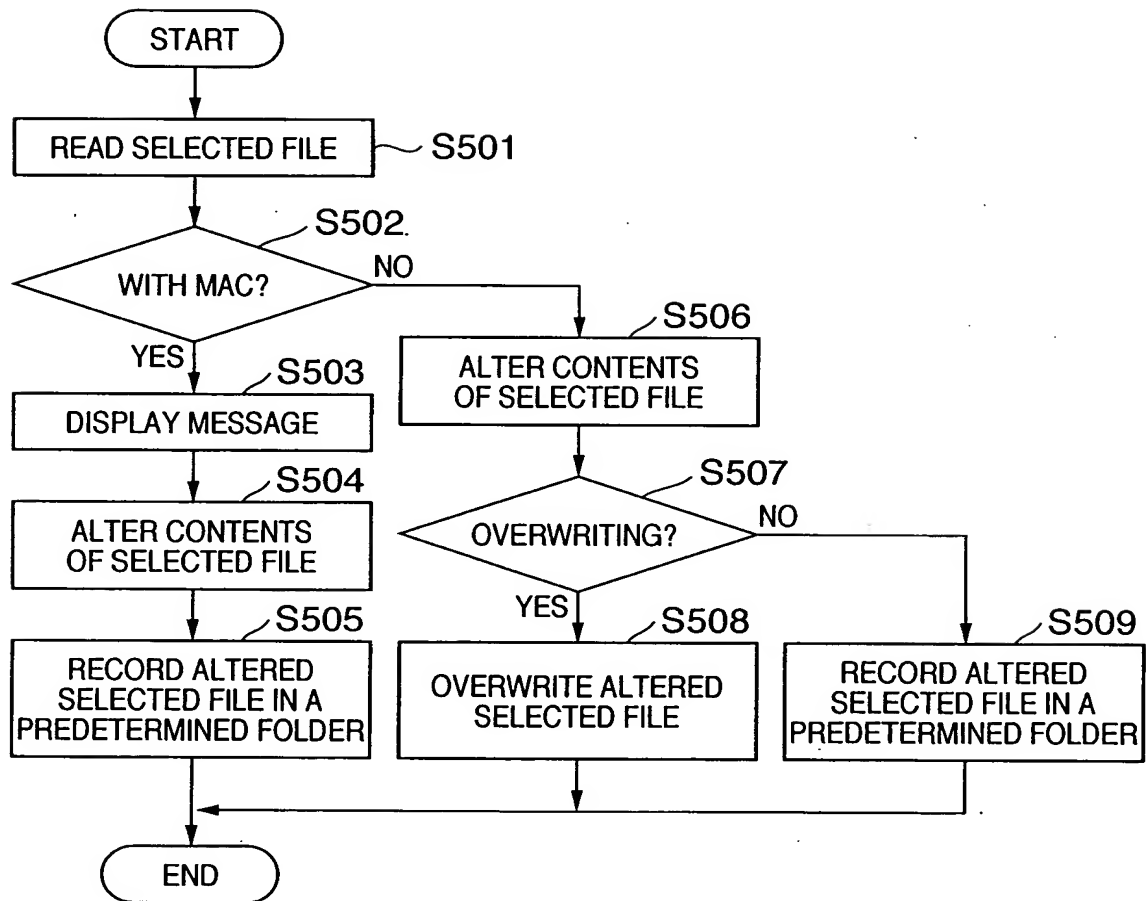 START
READ SELECTED FILE
S501
S502
WITH MAC?
NO
YES
S503
DISPLAY MESSAGE
S504
ALTER CONTENTS
OF SELECTED FILE
S505
RECORD ALTERED
SELECTED FILE IN A
PREDETERMINED FOLDER
S506
ALTER CONTENTS
OF SELECTED FILE
S507
OVERWRITING?
NO
YES
S508
OVERWRITE ALTERED
SELECTED FILE
S509
RECORD ALTERED
SELECTED FILE IN A
PREDETERMINED FOLDER
END